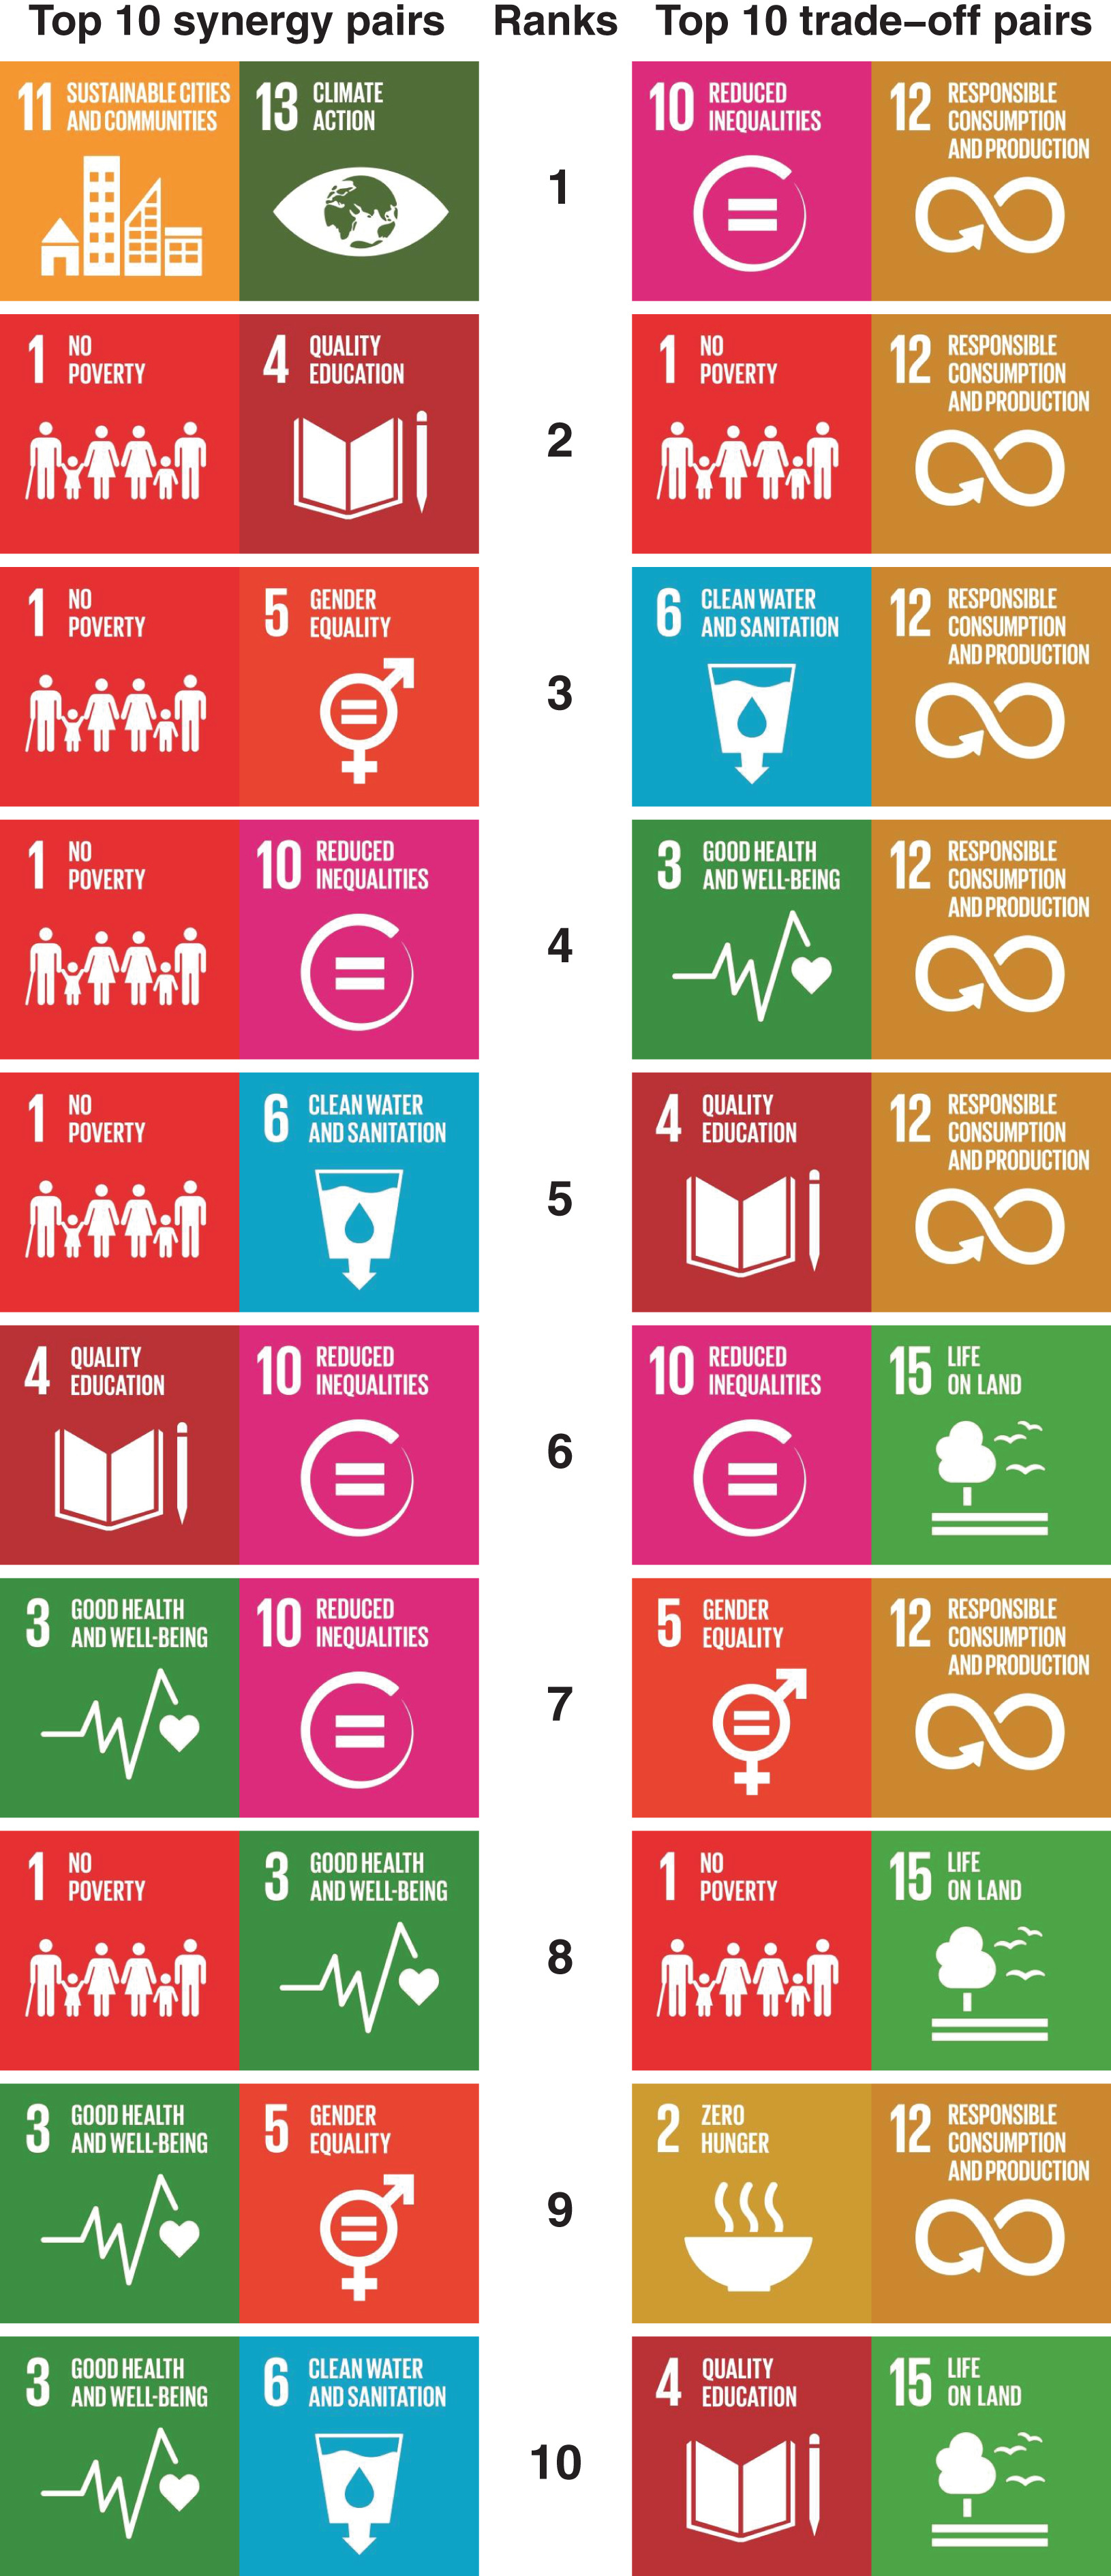 Top 10 synergy pairs Ranks Top 10 trade–off pairs
11 SUSTAINABLE CITIES
AND COMMUNITIES
13 CLIMATE
ACTION
1
10 REDUCED
INEQUALITIES
12 RESPONSIBLE
CONSUMPTION
AND PRODUCTION
1 NO
POVERTY
4 QUALITY
EDUCATION
2
1 NO
POVERTY
12 RESPONSIBLE
CONSUMPTION
AND PRODUCTION
1 NO
POVERTY
5 GENDER
EQUALITY
3
6 CLEAN WATER
AND SANITATION
12 RESPONSIBLE
CONSUMPTION
AND PRODUCTION
1 NO
POVERTY
10 REDUCED
INEQUALITIES
4
3 GOOD HEALTH
AND WELL-BEING
12 RESPONSIBLE
CONSUMPTION
AND PRODUCTION
1 NO
POVERTY
6 CLEAN WATER
AND SANITATION
5
4 QUALITY
EDUCATION
12 RESPONSIBLE
CONSUMPTION
AND PRODUCTION
4 QUALITY
EDUCATION
10 REDUCED
INEQUALITIES
6
10 REDUCED
INEQUALITIES
15 LIFE
ON LAND
3 GOOD HEALTH
AND WELL-BEING
10 REDUCED
INEQUALITIES
7
5 GENDER
EQUALITY
12 RESPONSIBLE
CONSUMPTION
AND PRODUCTION
1 NO
POVERTY
3 GOOD HEALTH
AND WELL-BEING
8
1 NO
POVERTY
15 LIFE
ON LAND
3 GOOD HEALTH
AND WELL-BEING
5 GENDER
EQUALITY
9
2 ZERO
HUNGER
12 RESPONSIBLE
CONSUMPTION
AND PRODUCTION
3 GOOD HEALTH
AND WELL-BEING
6 CLEAN WATER
AND SANITATION
10
4 QUALITY
EDUCATION
15 LIFE
ON LAND